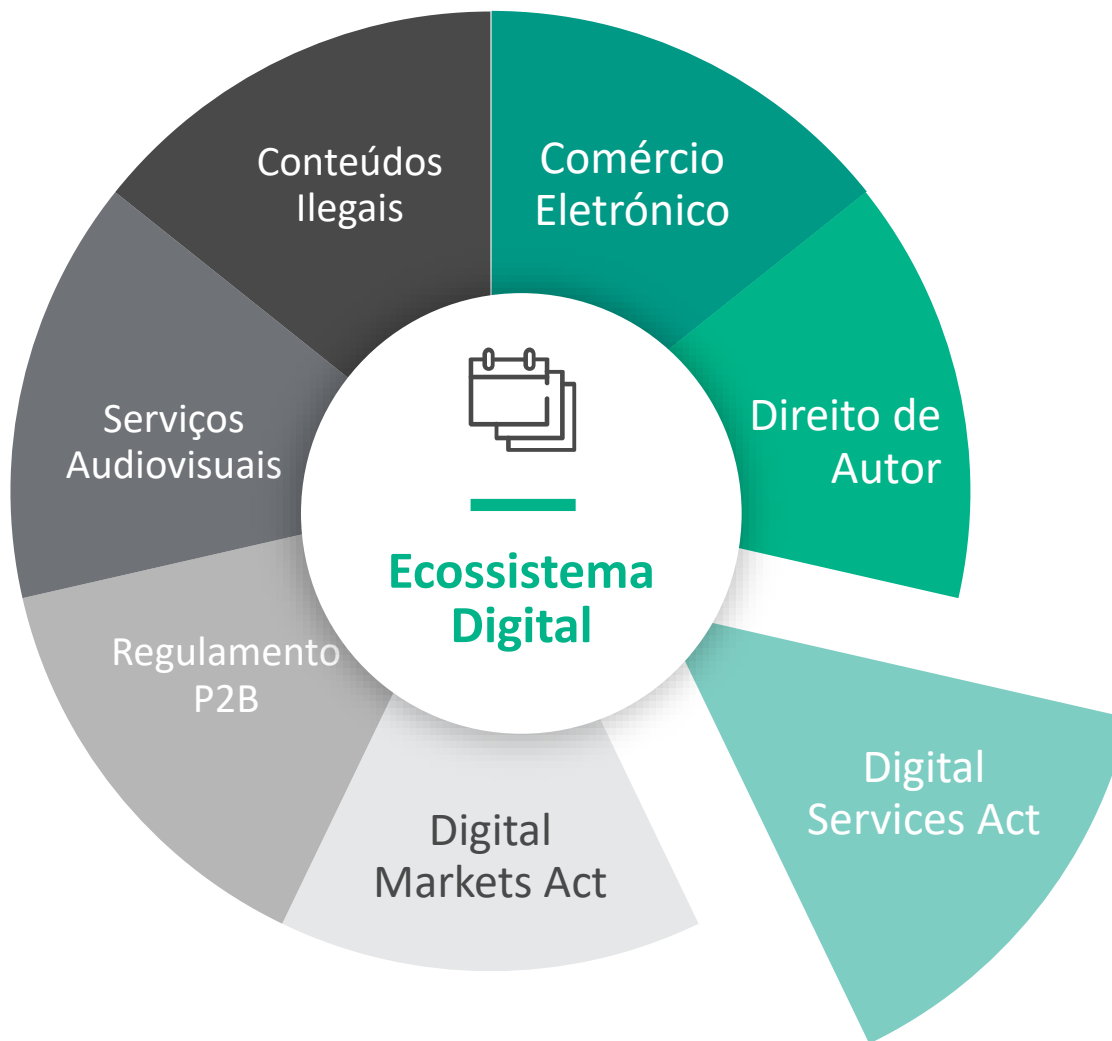 Conteúdos
Ilegais
Comércio
Eletrónico
Serviços
Audiovisuais
Direito de
Autor
Ecossistema
Digital
Regulamento
P2B
Digital
Markets Act
Digital
Services Act